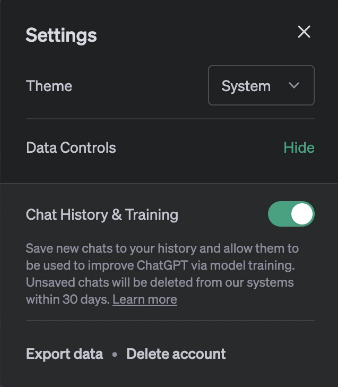 Settings
Theme
System
Data Controls
Hide
Chat History & Training
Save new chats to your history and allow them to
be used to improve ChatGPT via model training.
Unsaved chats will be deleted from our systems
within 30 days. Learn more
Export data • Delete account